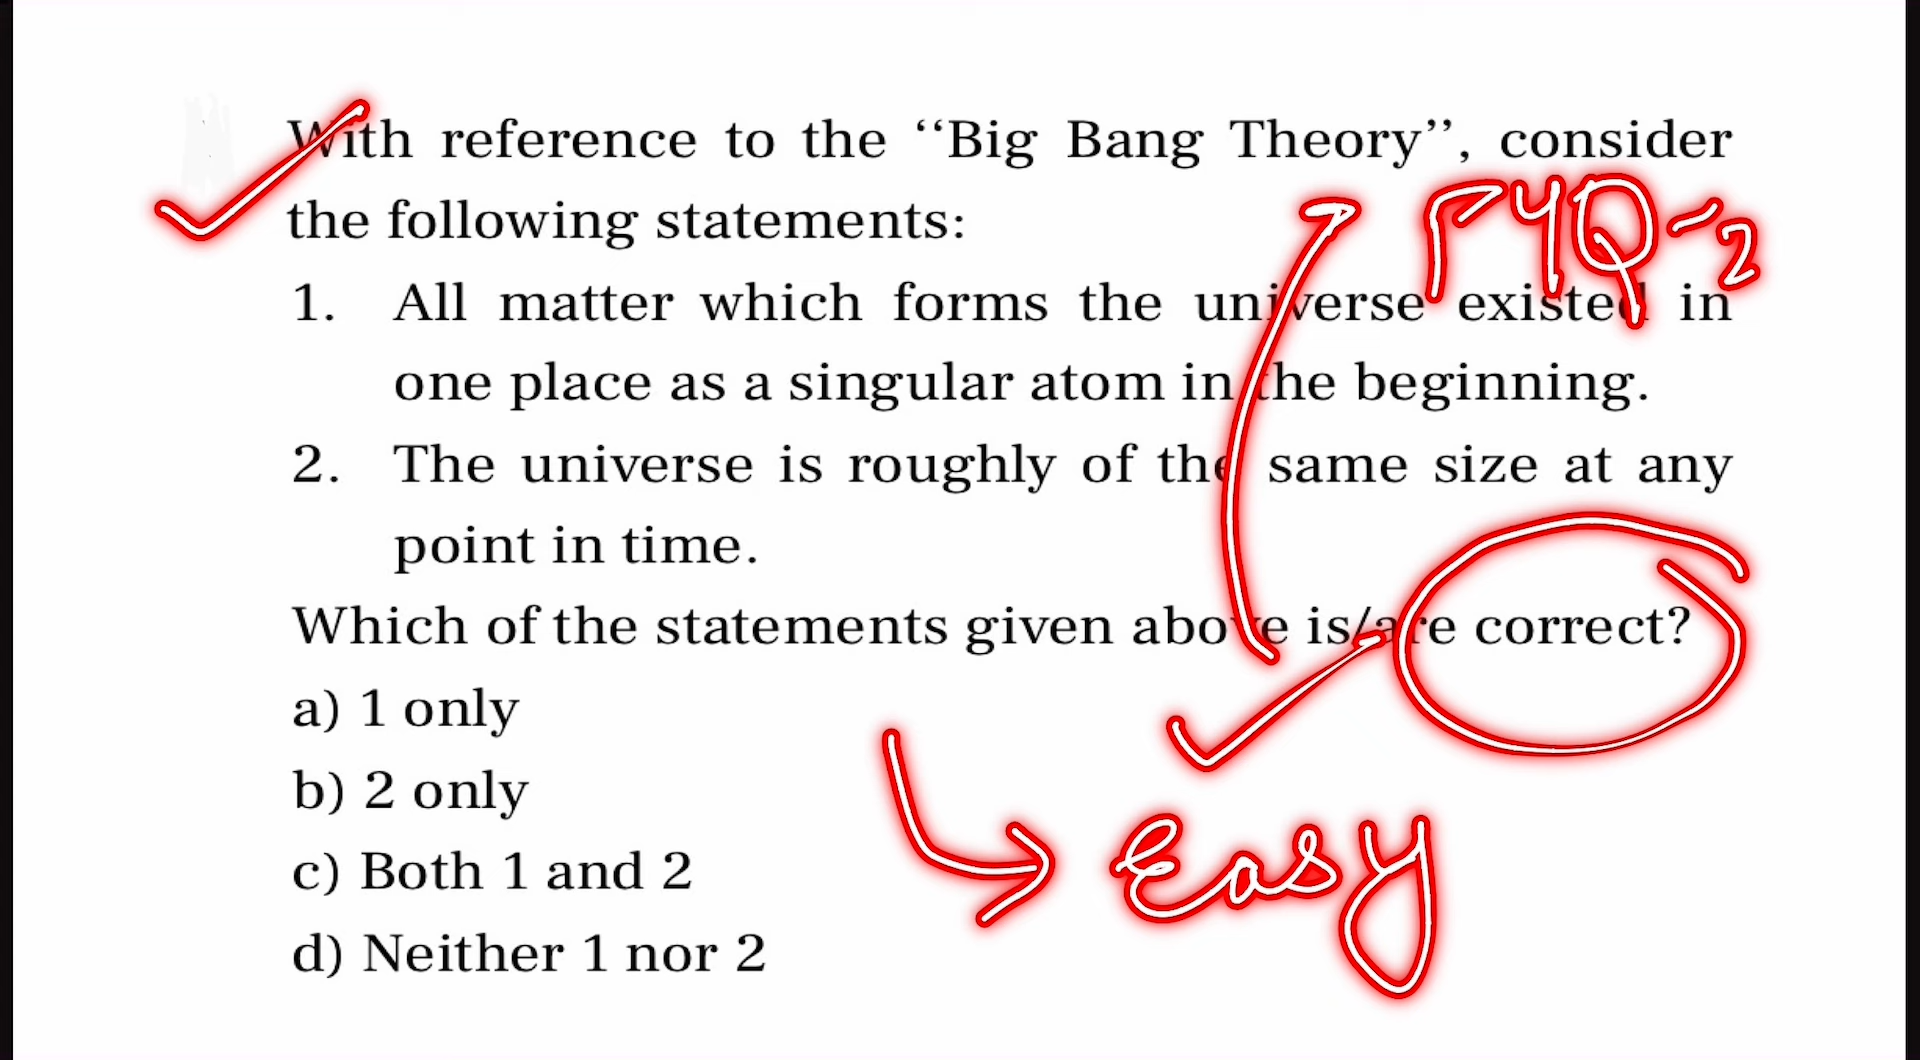 With reference to the ‘‘Big Bang Theory’’, consider
the following statements:
PYQ-2
1. All matter which forms the universe existed in
one place as a singular atom in the beginning.
2. The universe is roughly of the same size at any
point in time.
Which of the statements given above is/are correct?
a) 1 only
b) 2 only
c) Both 1 and 2
Easy
d) Neither 1 nor 2